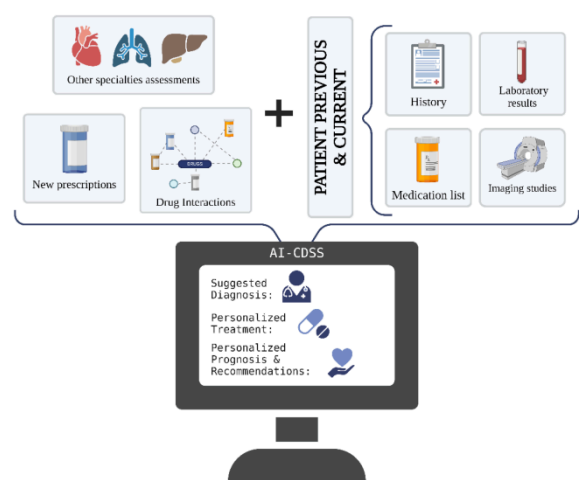 Other specialties assessments
New prescriptions
DRUGS
Drug Interactions
PATIENT PREVIOUS
& CURRENT
History
Laboratory
results
Medication list
Imaging studies
AI-CDSS
Suggested
Diagnosis:
Personalized
Treatment:
Personalized
Prognosis &
Recommendations: